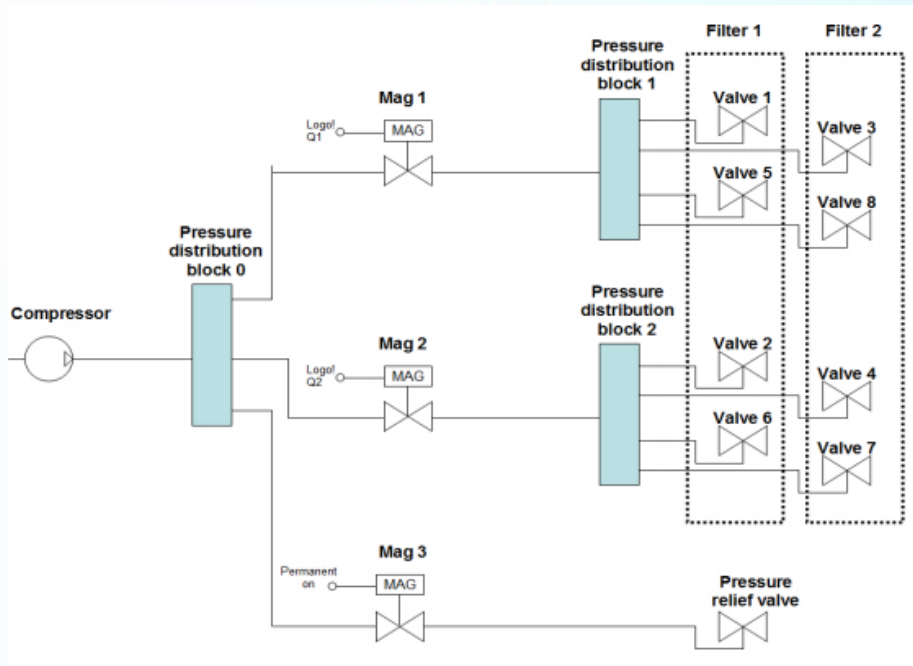 Filter 1
Filter 2
Pressure
distribution
block 1
Mag 1
Valve 1
Logo!
Q1
MAG
Valve 3
Valve 5
Valve 8
Pressure
distribution
block 0
Pressure
distribution
block 2
Compressor
Mag 2
Valve 2
Logo!
Q2
MAG
Valve 4
Valve 6
Valve 7
Mag 3
Permanent
on
MAG
Pressure
relief valve